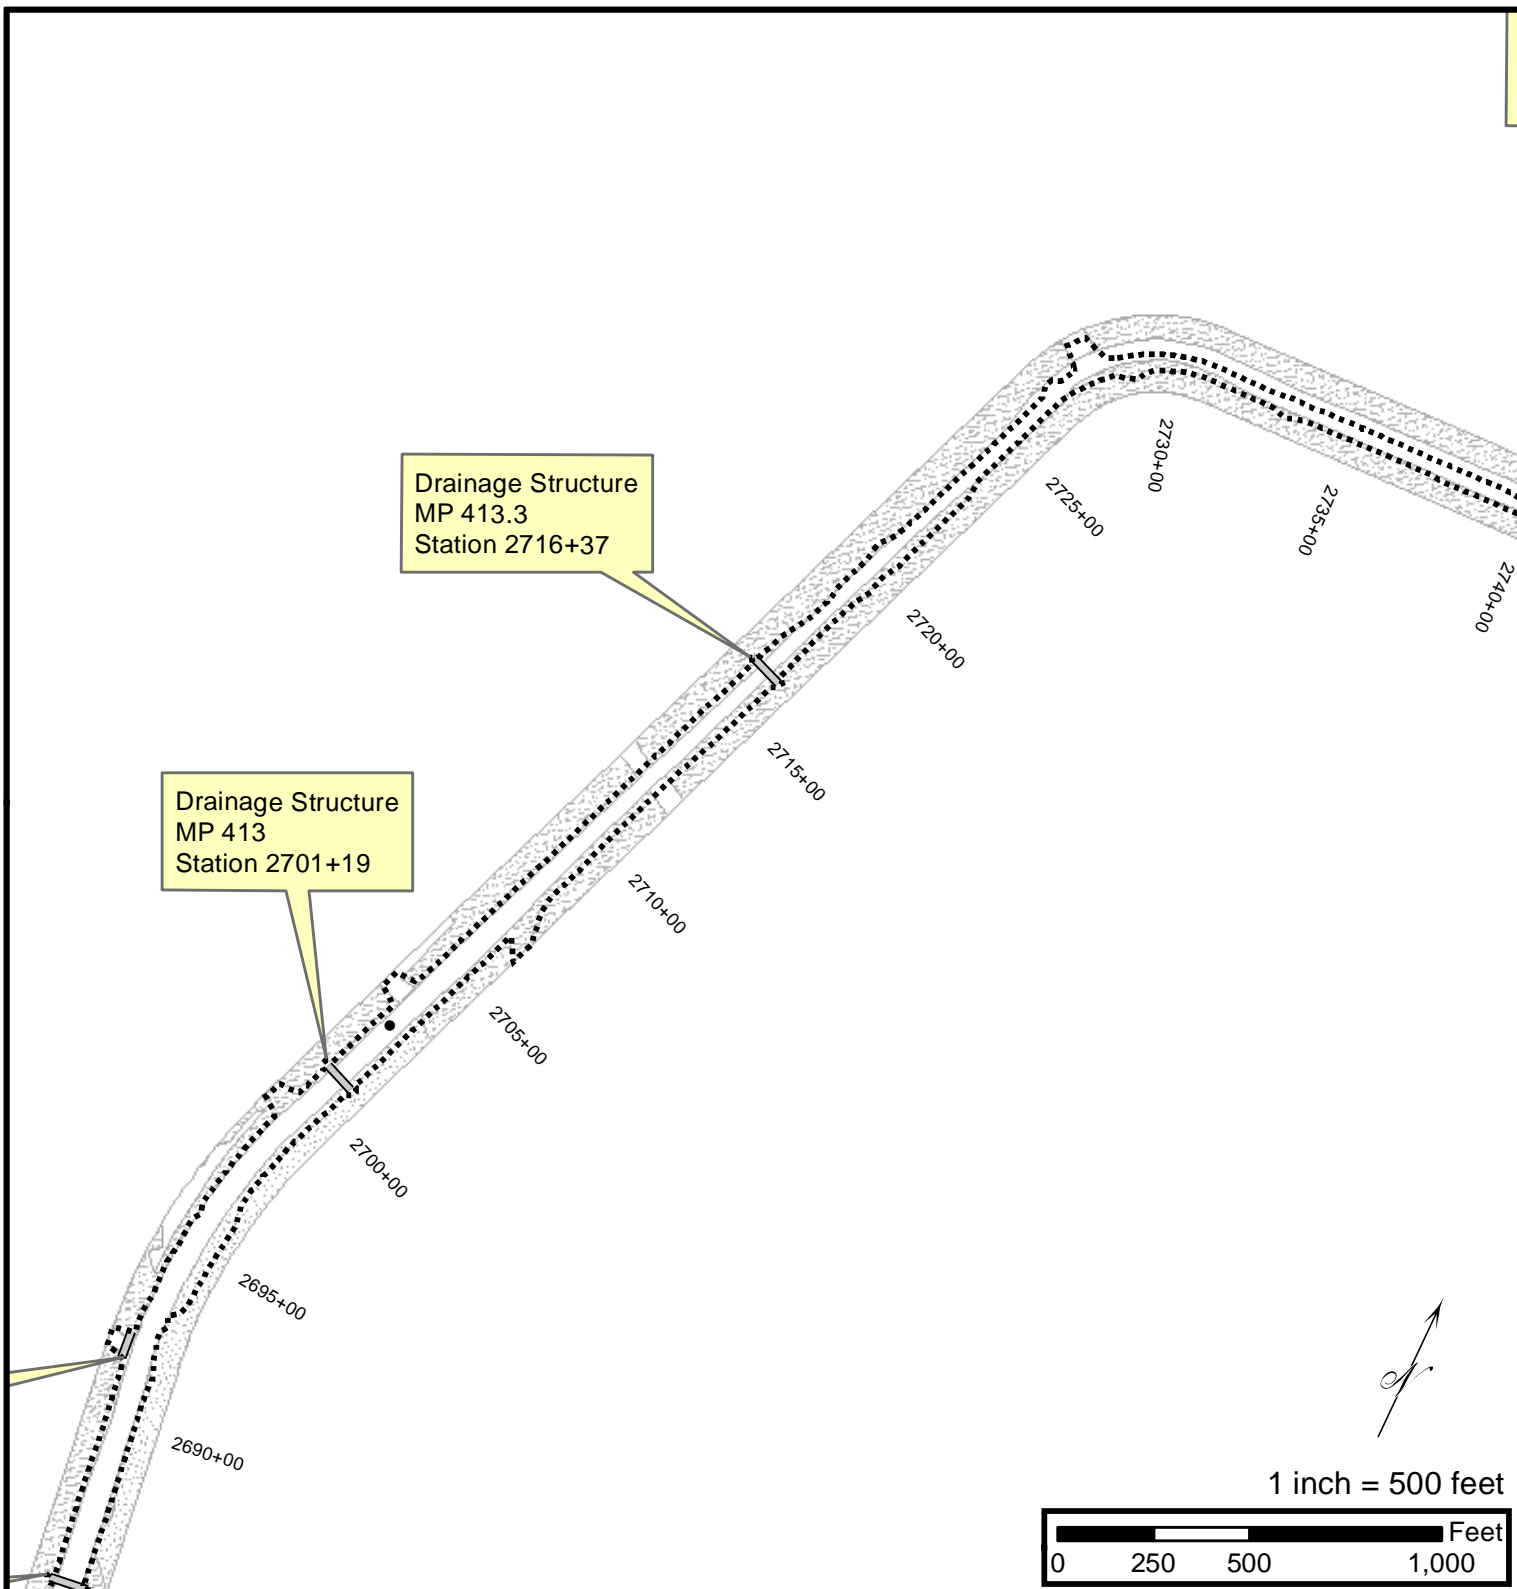 2730+00
2725+00
2735+00
Drainage Structure
MP 413.3
Station 2716+37
2740+00
2720+00
2715+00
Drainage Structure
MP 413
Station 2701+19
2710+00
2705+00
2700+00
2695+00
N
2690+00
1 inch = 500 feet
Feet
0 250 500 1,000